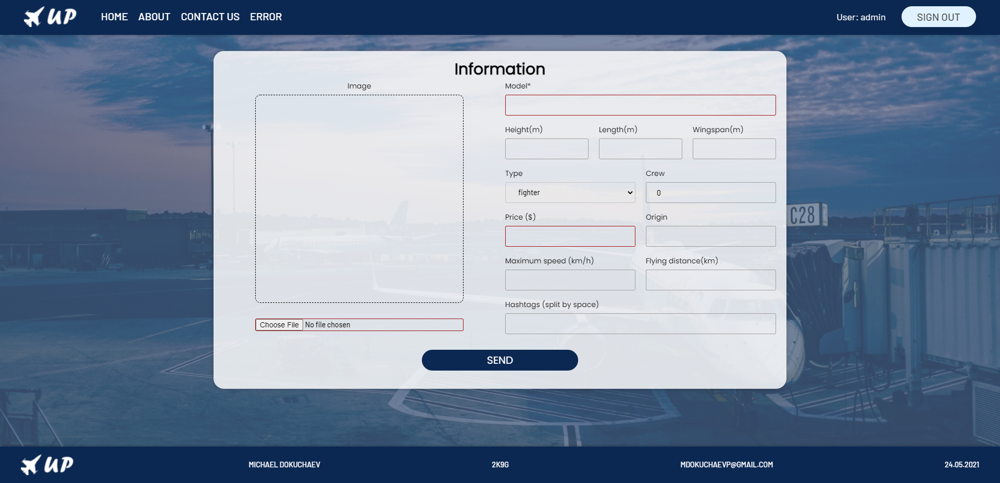 UP
HOME ABOUT CONTACT US ERROR
User: admin
SIGN OUT
Information
Image
Model*
Height(m) Length(m) Wingspan(m)
Type Crew
fighter 0
Price ($) Origin
C28
Maximum speed (km/h) Flying distance(km)
Hashtags (split by space)
Choose File No file chosen
SEND
UP
MICHAEL DOKUCHAEV
2K9G
MDOKUCHAEVP@GMAIL.COM
24.05.2021